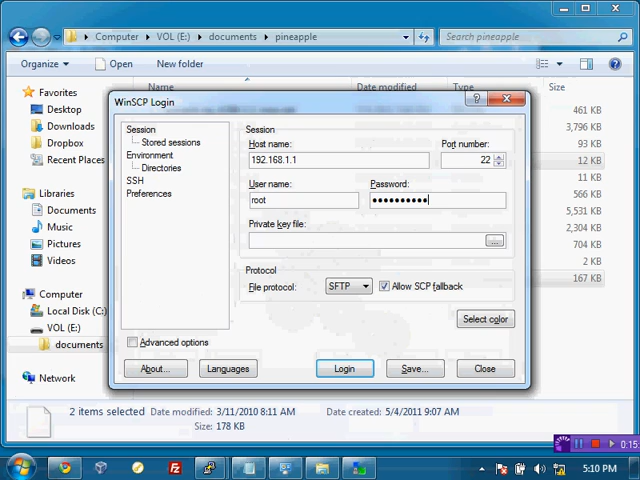 Computer VOL (E:) documents pineapple Search pineapple
Organize Open New folder
Name Date modified Type Size
Favorites
Desktop
Downloads
Dropbox
Recent Places
Libraries
Documents
Music
Pictures
Videos
Computer
Local Disk (C:)
VOL (E:)
documents
Network
461 KB
3,796 KB
93 KB
12 KB
11 KB
566 KB
5,531 KB
2,304 KB
704 KB
2 KB
167 KB
WinSCP Login
Session
Stored sessions
Environment
Directories
SSH
Preferences
Session
Host name: Port number:
192.168.1.1 22
User name: Password:
root ●●●●●●●●●●
Private key file:
...
Protocol
File protocol: SFTP Allow SCP fallback
Select color
Advanced options
About... Languages Login Save... Close
2 items selected Date modified: 3/11/2010 8:11 AM Date created: 5/4/2011 9:07 AM
Size: 178 KB
0:15
5:10 PM